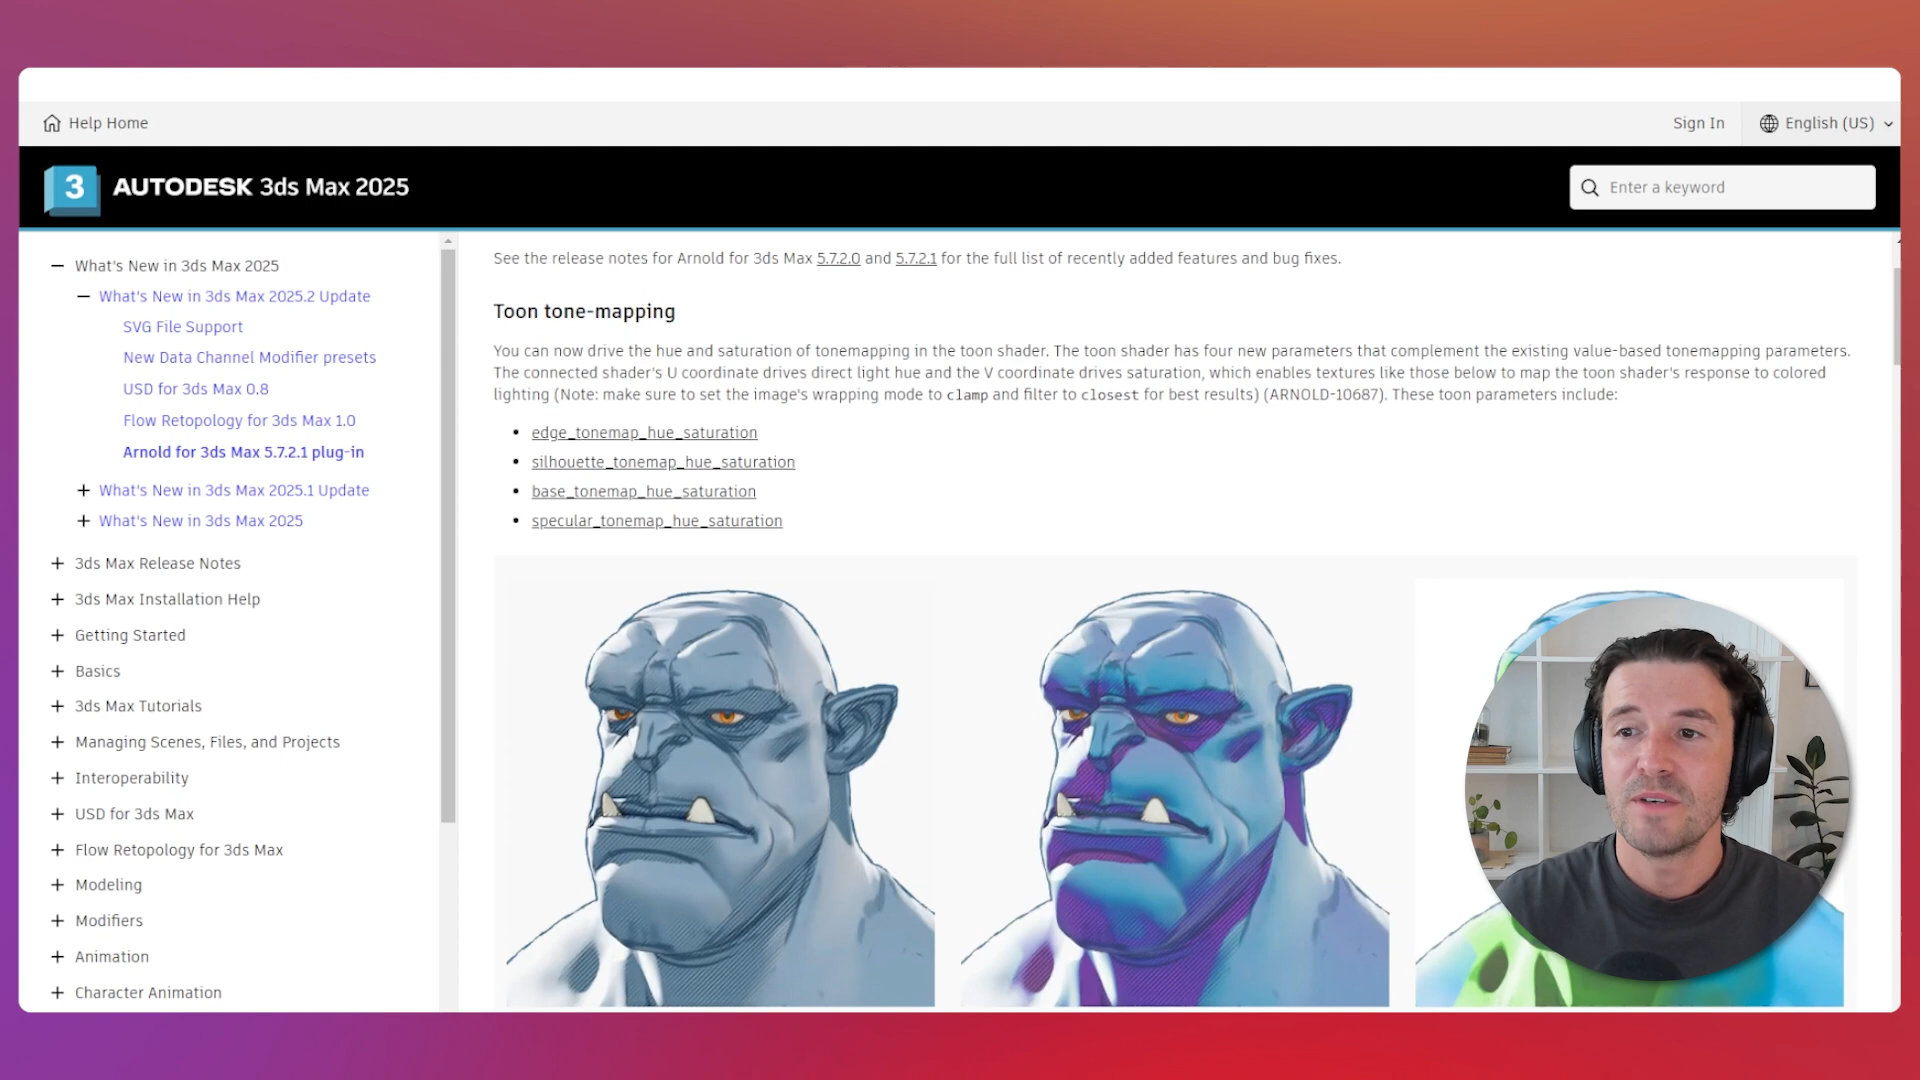 Help Home
Sign In
English (US)
3
AUTODESK 3ds Max 2025
Enter a keyword
What's New in 3ds Max 2025
What's New in 3ds Max 2025.2 Update
SVG File Support
New Data Channel Modifier presets
USD for 3ds Max 0.8
Flow Retopology for 3ds Max 1.0
Arnold for 3ds Max 5.7.2.1 plug-in
What's New in 3ds Max 2025.1 Update
What's New in 3ds Max 2025
3ds Max Release Notes
3ds Max Installation Help
Getting Started
Basics
3ds Max Tutorials
Managing Scenes, Files, and Projects
Interoperability
USD for 3ds Max
Flow Retopology for 3ds Max
Modeling
Modifiers
Animation
Character Animation
See the release notes for Arnold for 3ds Max 5.7.2.0 and 5.7.2.1 for the full list of recently added features and bug fixes.
Toon tone-mapping
You can now drive the hue and saturation of tonemapping in the toon shader. The toon shader has four new parameters that complement the existing value-based tonemapping parameters.
The connected shader's U coordinate drives direct light hue and the V coordinate drives saturation, which enables textures like those below to map the toon shader's response to colored
lighting (Note: make sure to set the image's wrapping mode to clamp and filter to closest for best results) (ARNOLD-10687). These toon parameters include:
edge_tonemap_hue_saturation
silhouette_tonemap_hue_saturation
base_tonemap_hue_saturation
specular_tonemap_hue_saturation